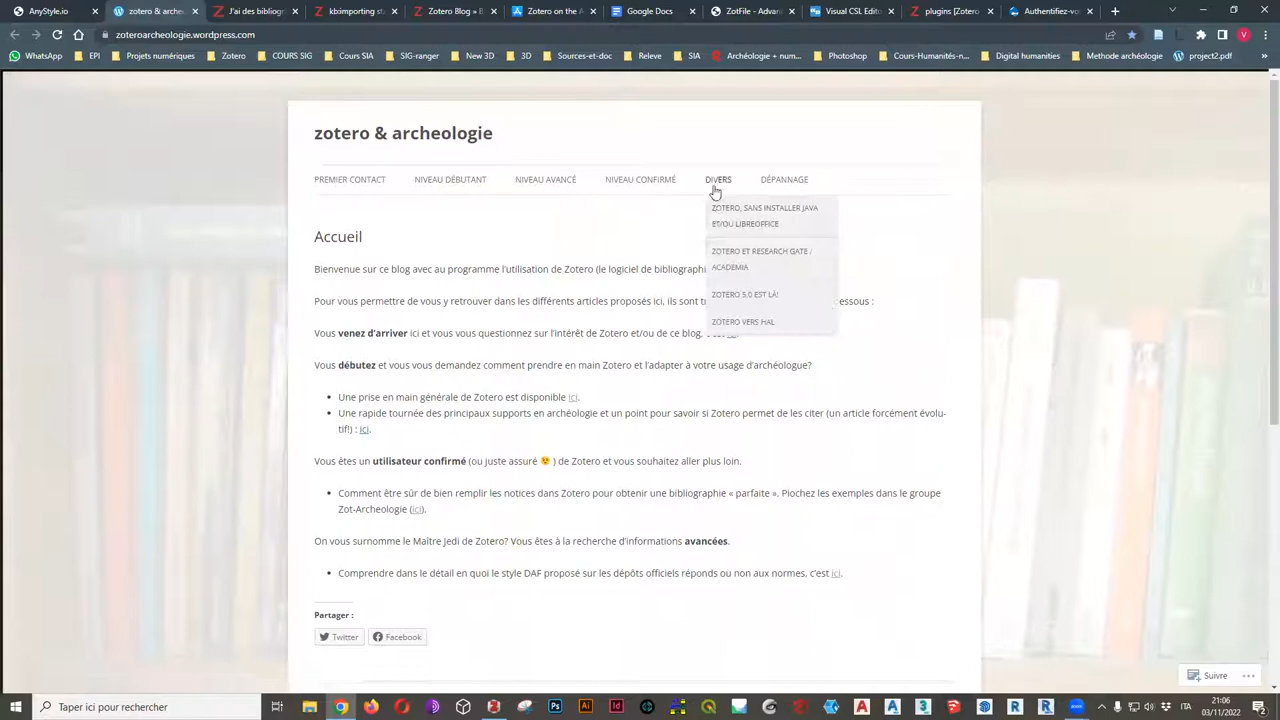 AnyStyle.io
zotero & arche
J'ai des bibliog
kbimporting st
Zotero Blog » B
Zotero on the A
Google Docs
ZotFile - Advan
Visual CSL Edite
plugins [Zotero
Authentifiez-vo
zoteroarcheologie.wordpress.com
WhatsApp
EPI
Projets numériques
Zotero
COURS SIG
Cours SIA
SIG-ranger
New 3D
3D
Sources-et-doc
Releve
SIA
Archéologie + num...
Photoshop
Cours-Humanités-n...
Digital humanities
Methode archéologie
project2.pdf
zotero & archeologie
PREMIER CONTACT
NIVEAU DÉBUTANT
NIVEAU AVANCÉ
NIVEAU CONFIRMÉ
DIVERS
DÉPANNAGE
ZOTERO, SANS INSTALLER JAVA
ET/OU LIBREOFFICE
ZOTERO ET RESEARCH GATE /
ACADEMIA
ZOTERO 5.0 EST LÀ!
ZOTERO VERS HAL
Accueil
Bienvenue sur ce blog avec au programme l'utilisation de Zotero (le logiciel de bibliographi
Pour vous permettre de vous y retrouver dans les différents articles proposés ici, ils sont tr essous :
Vous venez d'arriver ici et vous vous questionnez sur l'intérêt de Zotero et/ou de ce blog,
Vous débutez et vous vous demandez comment prendre en main Zotero et l'adapter à votre usage d'archéologue?
• Une prise en main générale de Zotero est disponible ici.
• Une rapide tournée des principaux supports en archéologie et un point pour savoir si Zotero permet de les citer (un article forcément évolu-
tif!) : ici.
Vous êtes un utilisateur confirmé (ou juste assuré 😉 ) de Zotero et vous souhaitez aller plus loin.
• Comment être sûr de bien remplir les notices dans Zotero pour obtenir une bibliographie « parfaite ». Piochez les exemples dans le groupe
Zot-Archeologie (ici).
On vous surnomme le Maître Jedi de Zotero? Vous êtes à la recherche d'informations avancées.
• Comprendre dans le détail en quoi le style DAF proposé sur les dépôts officiels réponds ou non aux normes, c'est ici.
Partager :
Twitter
Facebook
Suivre
Taper ici pour rechercher
ITA
21:06
03/11/2022